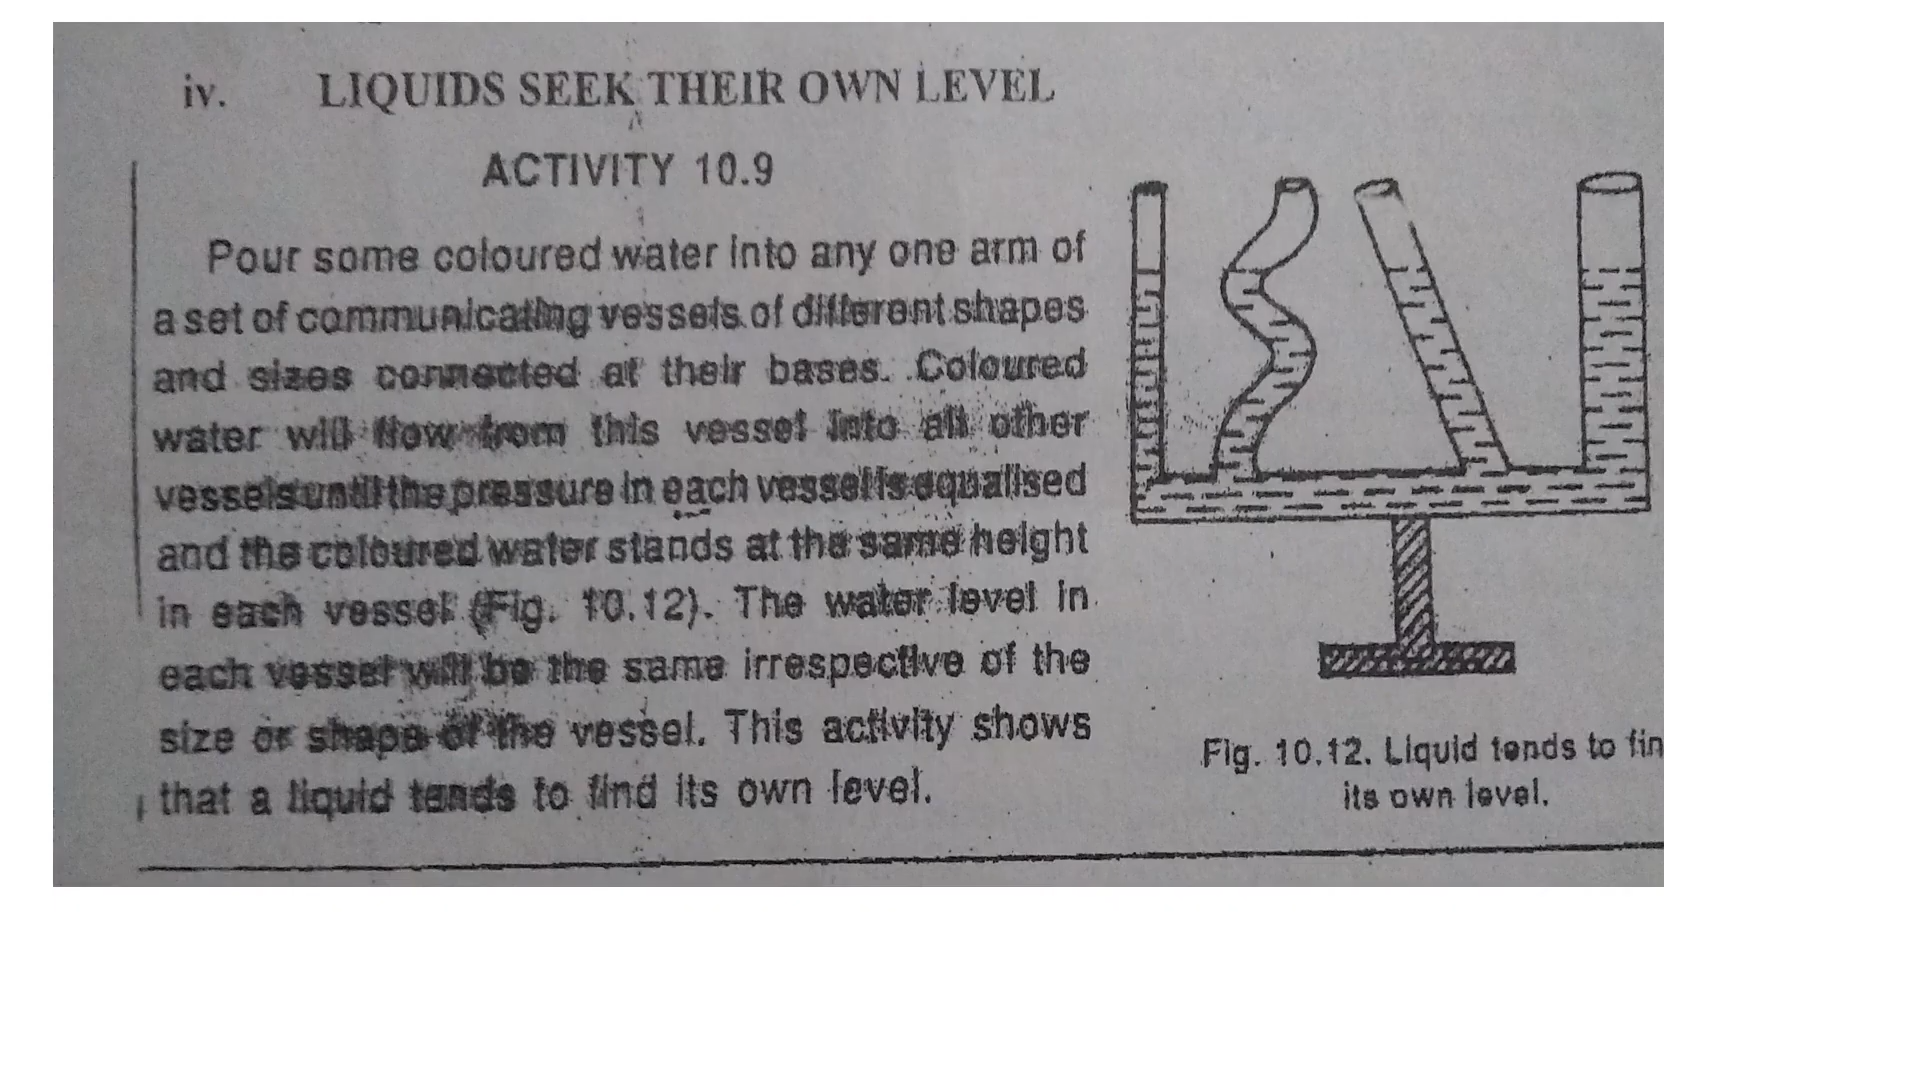 iv. LIQUIDS SEEK THEIR OWN LEVEL
ACTIVITY 10.9
Pour some coloured water into any one arm of
a set of communicating vessels of different shapes
and sizes connected at their bases. Coloured
water will flow from this vessel into all other
vessels until the pressure in each vessel is equalised
and the coloured water stands at the same height
in each vessel (Fig. 10.12). The water level in
each vessel will be the same irrespective of the
size or shape of the vessel. This activity shows
that a liquid tends to find its own level.
Fig. 10.12. Liquid tends to fin
its own level.